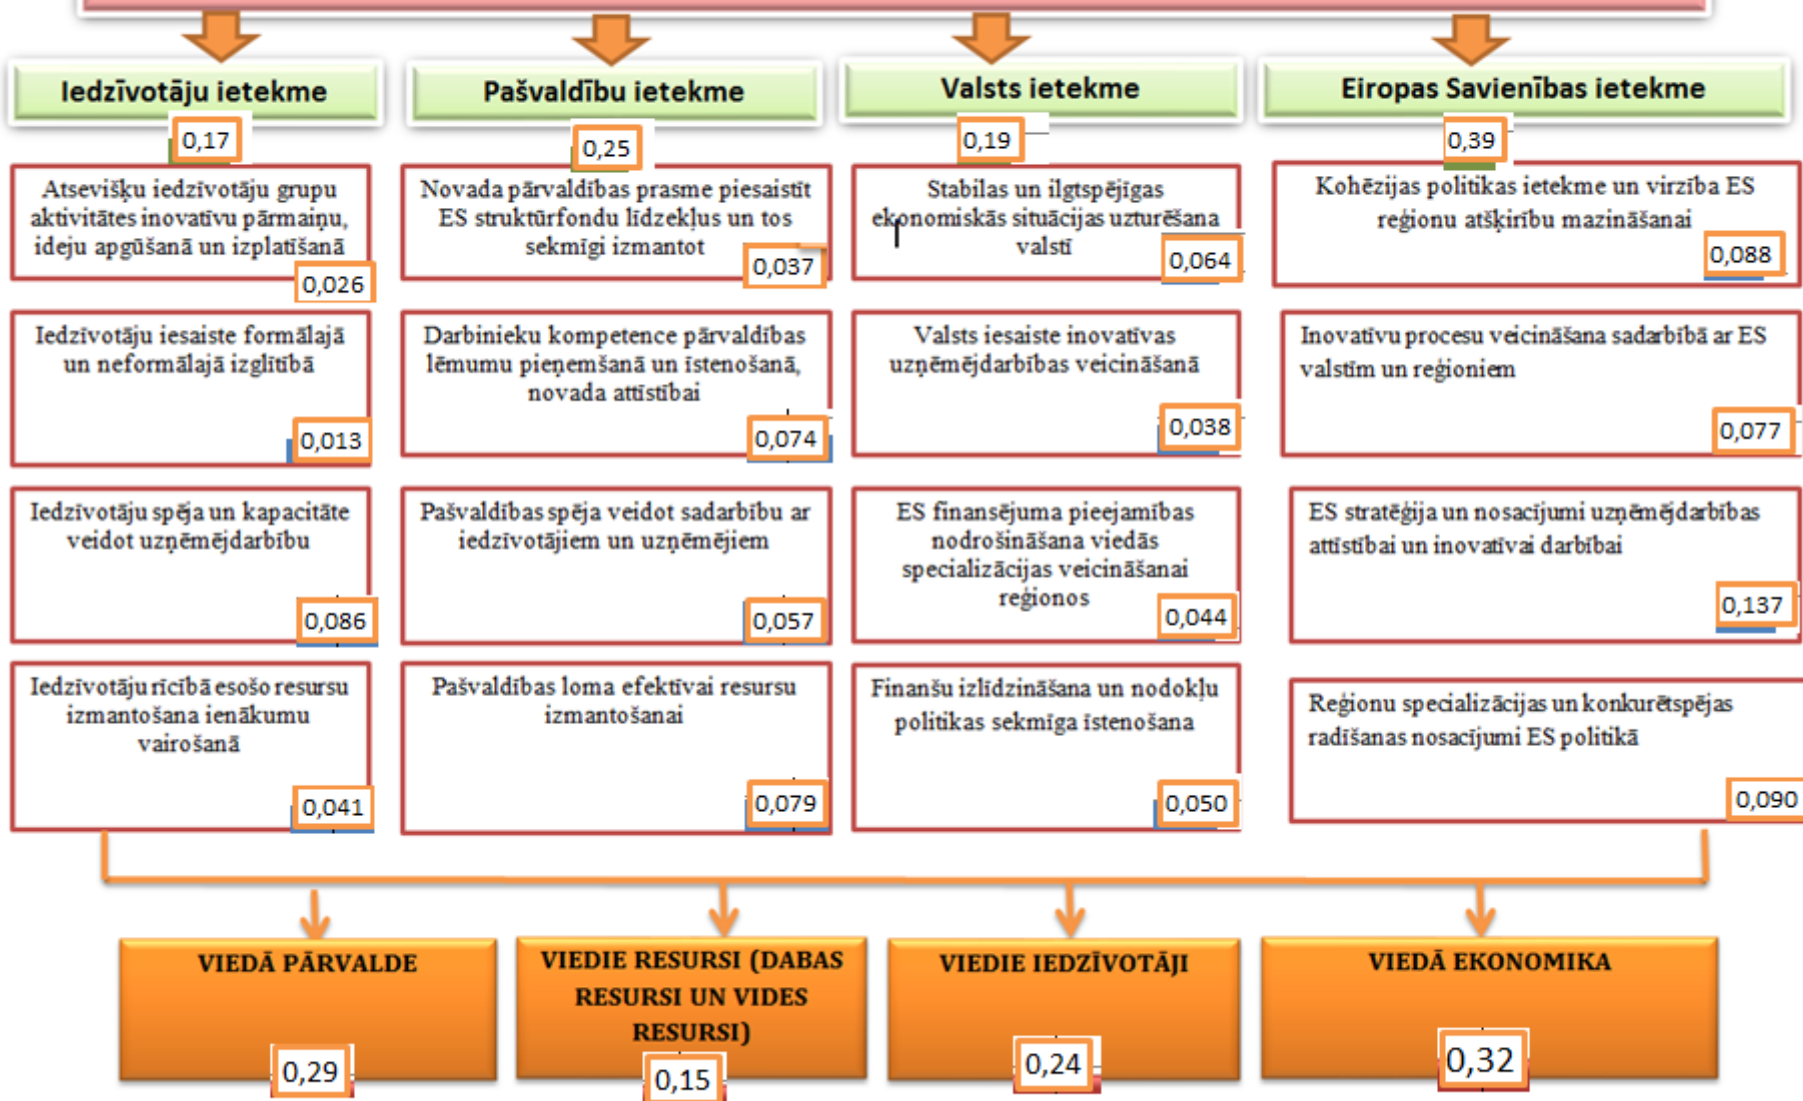 Iedzīvotāju ietekme
0,17
Atsevišķu iedzīvotāju grupu
aktivitātes inovatīvu pārmaiņu,
ideju apgūšanā un izplatīšanā
0,026
Iedzīvotāju iesaiste formālajā
un neformālajā izglītībā
0,013
Iedzīvotāju spēja un kapacitāte
veidot uzņēmējdarbību
0,086
Iedzīvotāju rīcībā esošo resursu
izmantošana ienākumu
vairošanā
0,041
Pašvaldību ietekme
0,25
Novada pārvaldības prasme piesaistīt
ES struktūrfondu līdzekļus un tos
sekmīgi izmantot
0,037
Darbinieku kompetence pārvaldības
lēmumu pieņemšanā un īstenošanā,
novada attīstībai
0,074
Pašvaldības spēja veidot sadarbību ar
iedzīvotājiem un uzņēmējiem
0,057
Pašvaldības loma efektīvai resursu
izmantošanai
0,079
Valsts ietekme
0,19
Stabilas un ilgtspējīgas
ekonomiskās situācijas uzturēšana
valstī
0,064
Valsts iesaiste inovatīvas
uzņēmējdarbības veicināšanā
0,038
ES finansējuma pieejamības
nodrošināšana viedās
specializācijas veicināšanai
reģionos
0,044
Finanšu izlīdzināšana un nodokļu
politikas sekmīga īstenošana
0,050
Eiropas Savienības ietekme
0,39
Kohēzijas politikas ietekme un virzība ES
reģionu atšķirību mazināšanai
0,088
Inovatīvu procesu veicināšana sadarbībā ar ES
valstīm un reģioniem
0,077
ES stratēģija un nosacījumi uzņēmējdarbības
attīstībai un inovatīvai darbībai
0,137
Reģionu specializācijas un konkurētspējas
radīšanas nosacījumi ES politikā
0,090
VIEDĀ PĀRVALDE
0,29
VIEDIE RESURSI (DABAS
RESURSI UN VIDES
RESURSI)
0,15
VIEDIE IEDZĪVOTĀJI
0,24
VIEDĀ EKONOMIKA
0,32